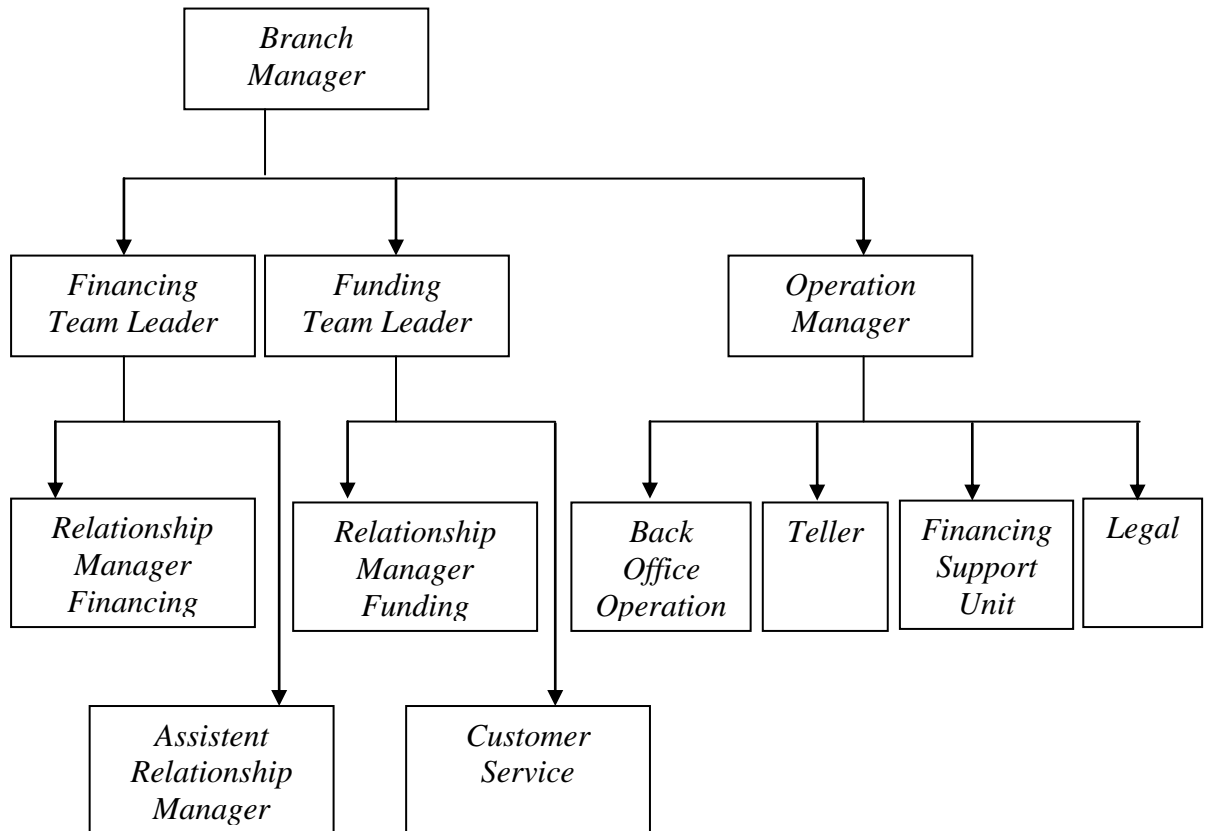 Branch
Manager
Financing
Team Leader
Funding
Team Leader
Operation
Manager
Relationship
Manager
Financing
Relationship
Manager
Funding
Back
Office
Operation
Teller
Financing
Support
Unit
Legal
Assistent
Relationship
Manager
Customer
Service